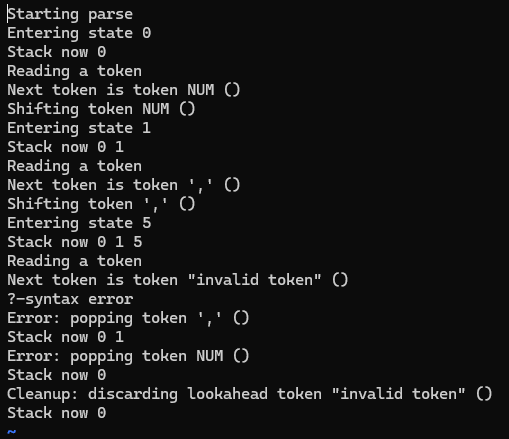 Starting parse
Entering state 0
Stack now 0
Reading a token
Next token is token NUM ()
Shifting token NUM ()
Entering state 1
Stack now 0 1
Reading a token
Next token is token ',' ()
Shifting token ',' ()
Entering state 5
Stack now 0 1 5
Reading a token
Next token is token "invalid token" ()
?-syntax error
Error: popping token ',' ()
Stack now 0 1
Error: popping token NUM ()
Stack now 0
Cleanup: discarding lookahead token "invalid token" ()
Stack now 0
~